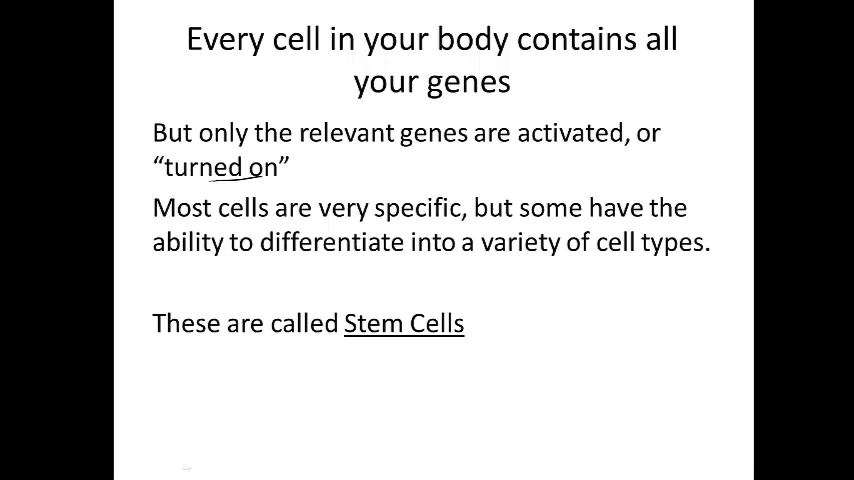 Every cell in your body contains all
your genes
But only the relevant genes are activated, or
“turned on”
Most cells are very specific, but some have the
ability to differentiate into a variety of cell types.
These are called Stem Cells